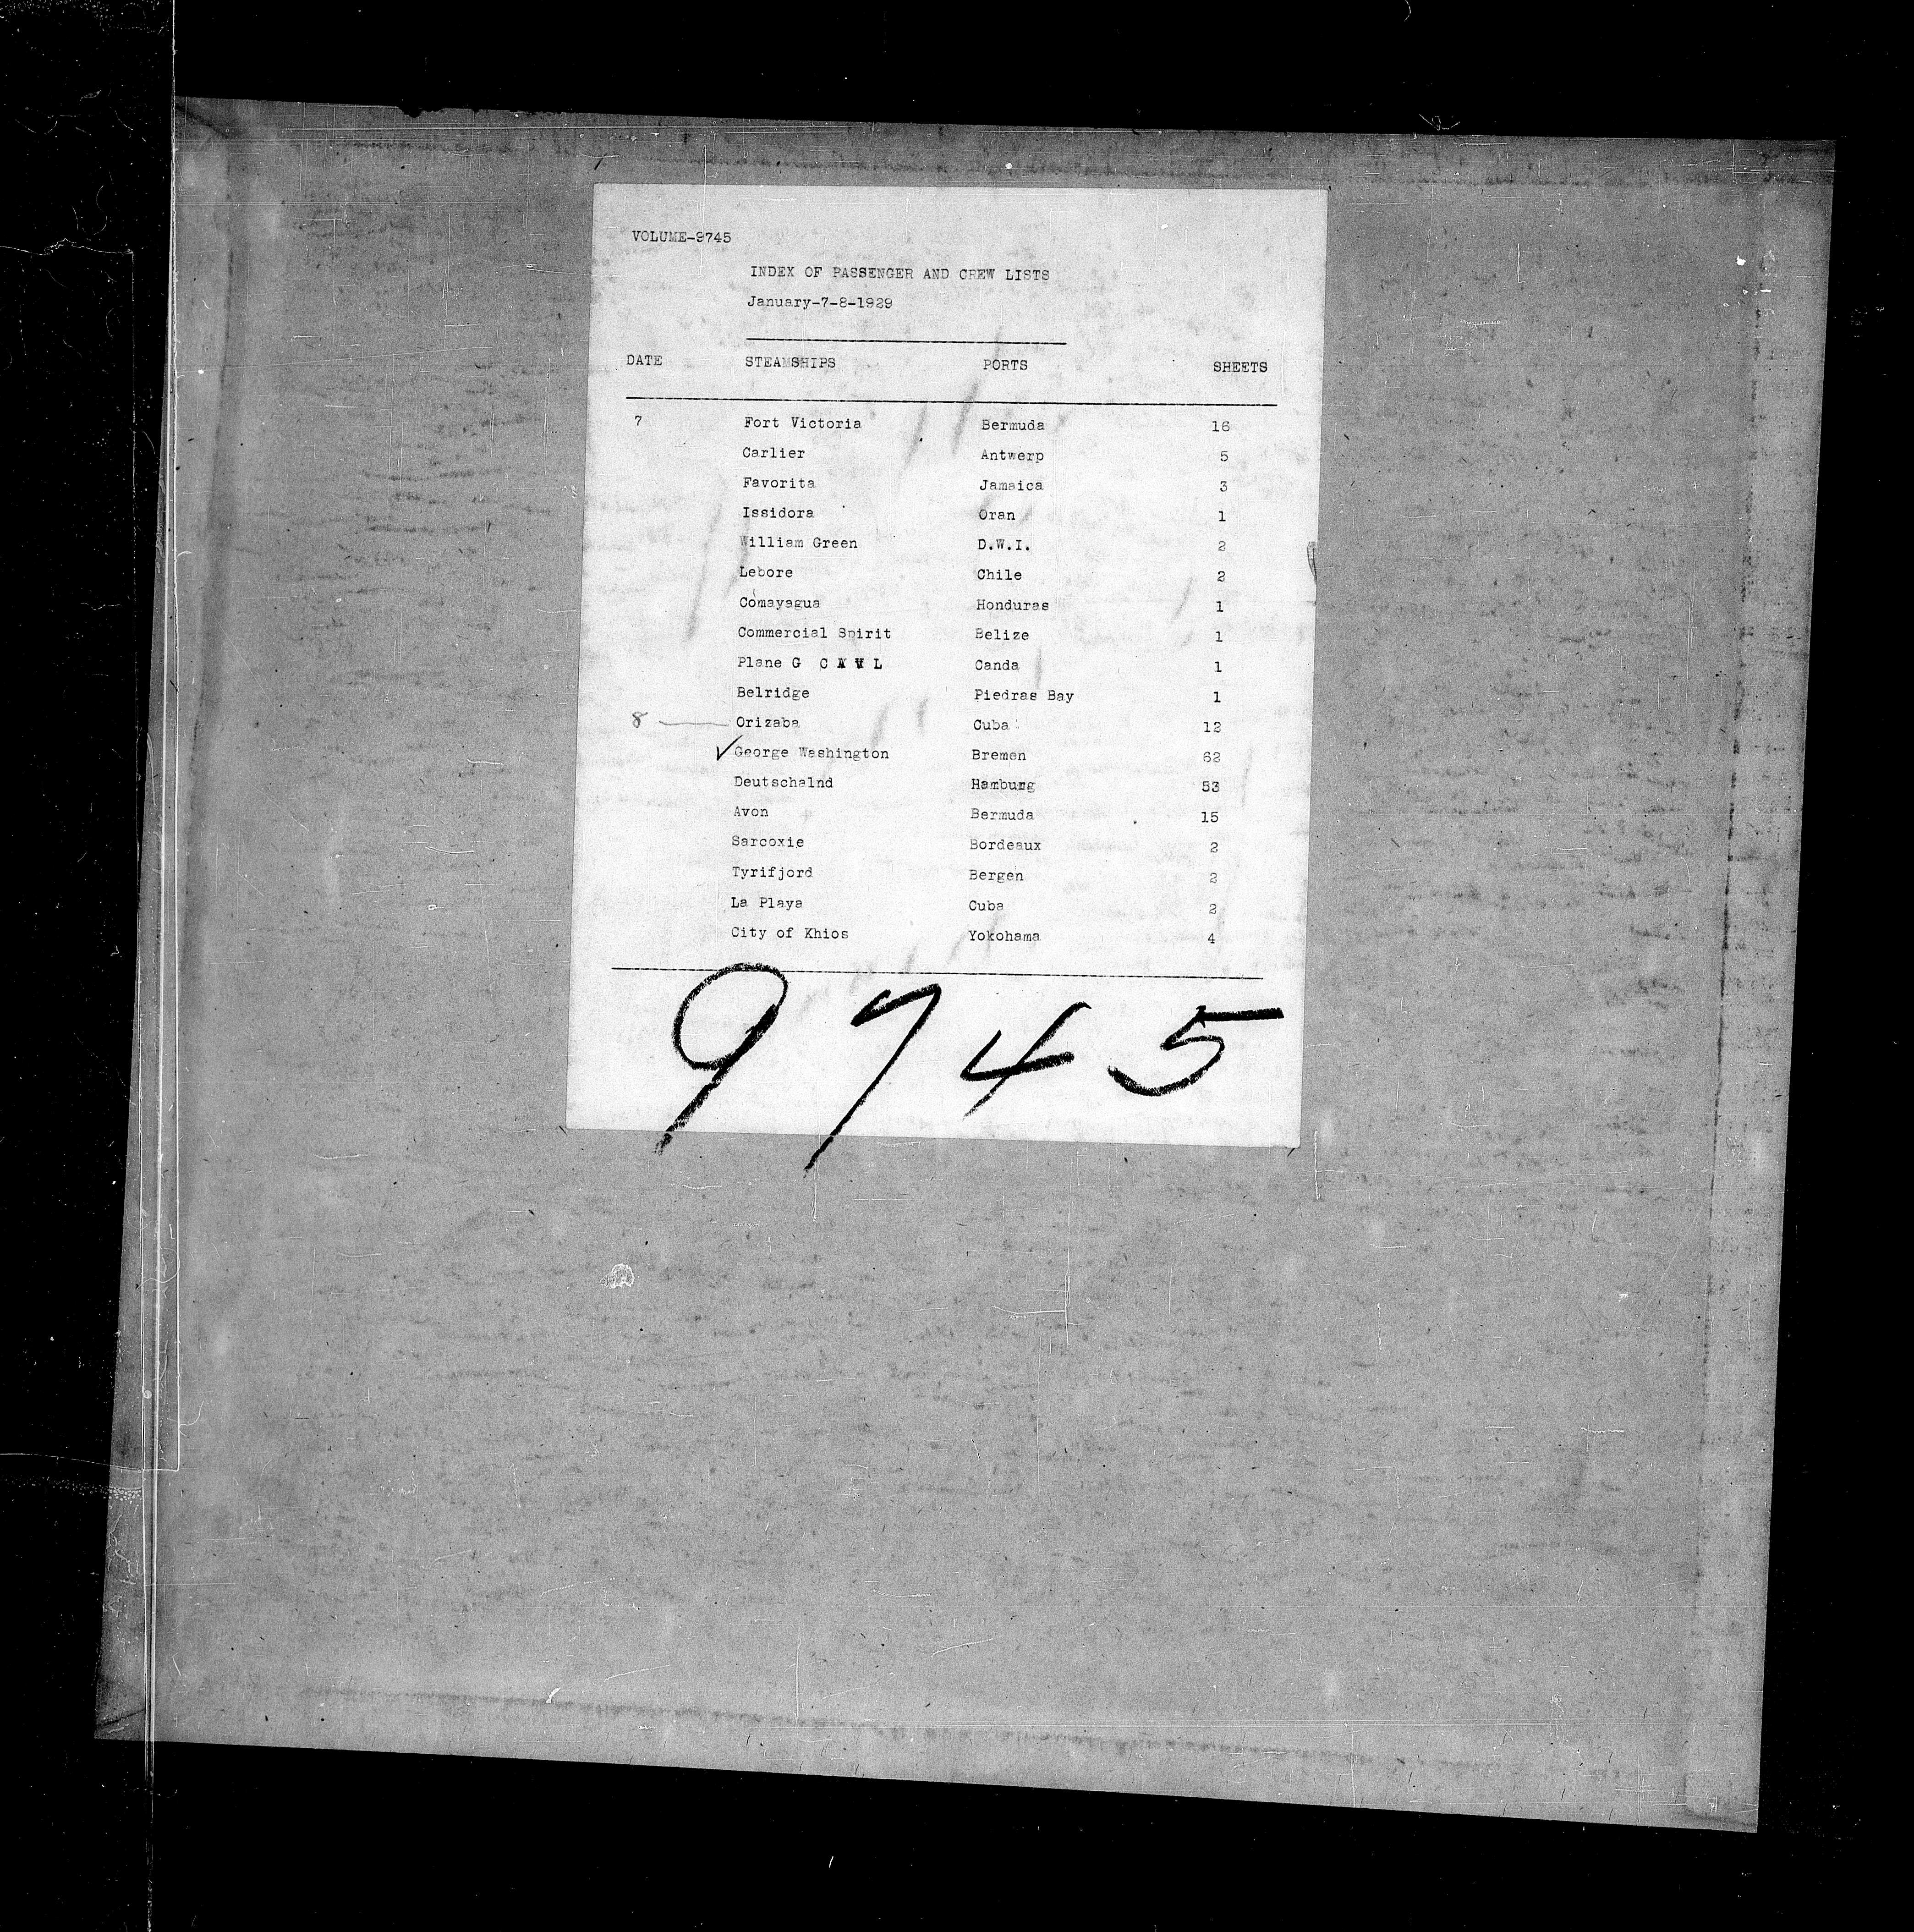 VOLUME-9745
INDEX OF PASSENGER AND CREW LISTS
January-7-8-1929
DATE STEAMSHIPS PORTS SHEETS
7 Fort Victoria Bermuda 16
Carlier Antwerp 5
Favorita Jamaica 3
Issidora Oran 1
William Green D.W.I. 2
Lebore Chile 2
Comayagua Honduras 1
Commercial Spirit Belize 1
Plane G C A V L Canda 1
Belridge Piedras Bay 1
8 Orizaba Cuba 12
✓ George Washington Bremen 62
Deutschalnd Hamburg 53
Avon Bermuda 15
Sarcoxie Bordeaux 2
Tyrifjord Bergen 2
La Playa Cuba 2
City of Khios Yokohama 4
9745